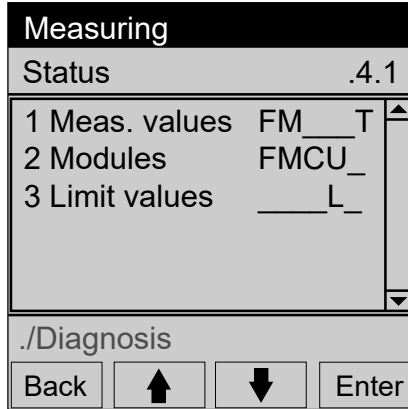 Measuring
Status .4.1
1 Meas. values FM___T
2 Modules FMCU_
3 Limit values ____L_
./Diagnosis
Back Enter